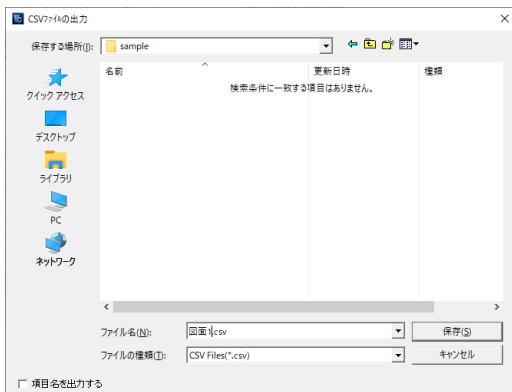 CSVﾌｧｲﾙの出力
保存する場所(I):
sample
名前
更新日時
種類
検索条件に一致する項目はありません。
クイック アクセス
デスクトップ
ライブラリ
PC
ネットワーク
ファイル名(N):
図面1.csv
保存(S)
ファイルの種類(T):
CSV Files(*.csv)
キャンセル
項目名を出力する